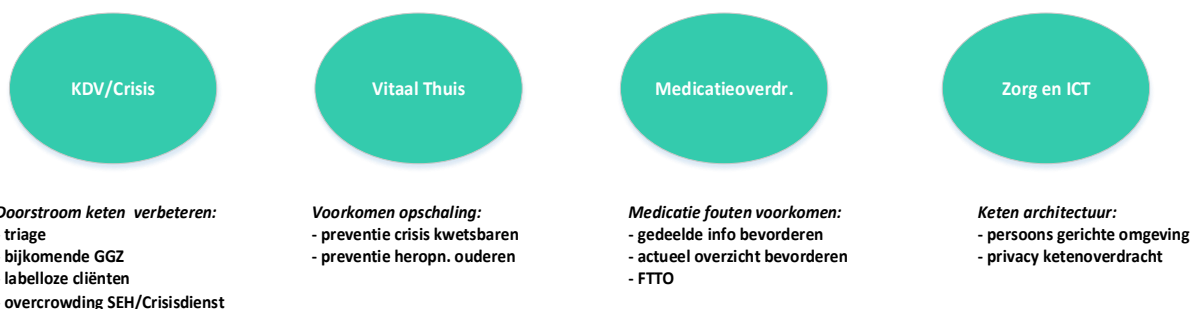 KDV/Crisis
Vitaal Thuis
Medicatieoverdr.
Zorg en ICT
Doorstroom keten verbeteren:
- triage
- bijkomende GGZ
- labelloze cliënten
- overcrowding SEH/Crisisdienst
Voorkomen opschaling:
- preventie crisis kwetsbaren
- preventie heropn. ouderen
Medicatie fouten voorkomen:
- gedeelde info bevorderen
- actueel overzicht bevorderen
- FTTO
Keten architectuur:
- persoons gerichte omgeving
- privacy ketenoverdracht